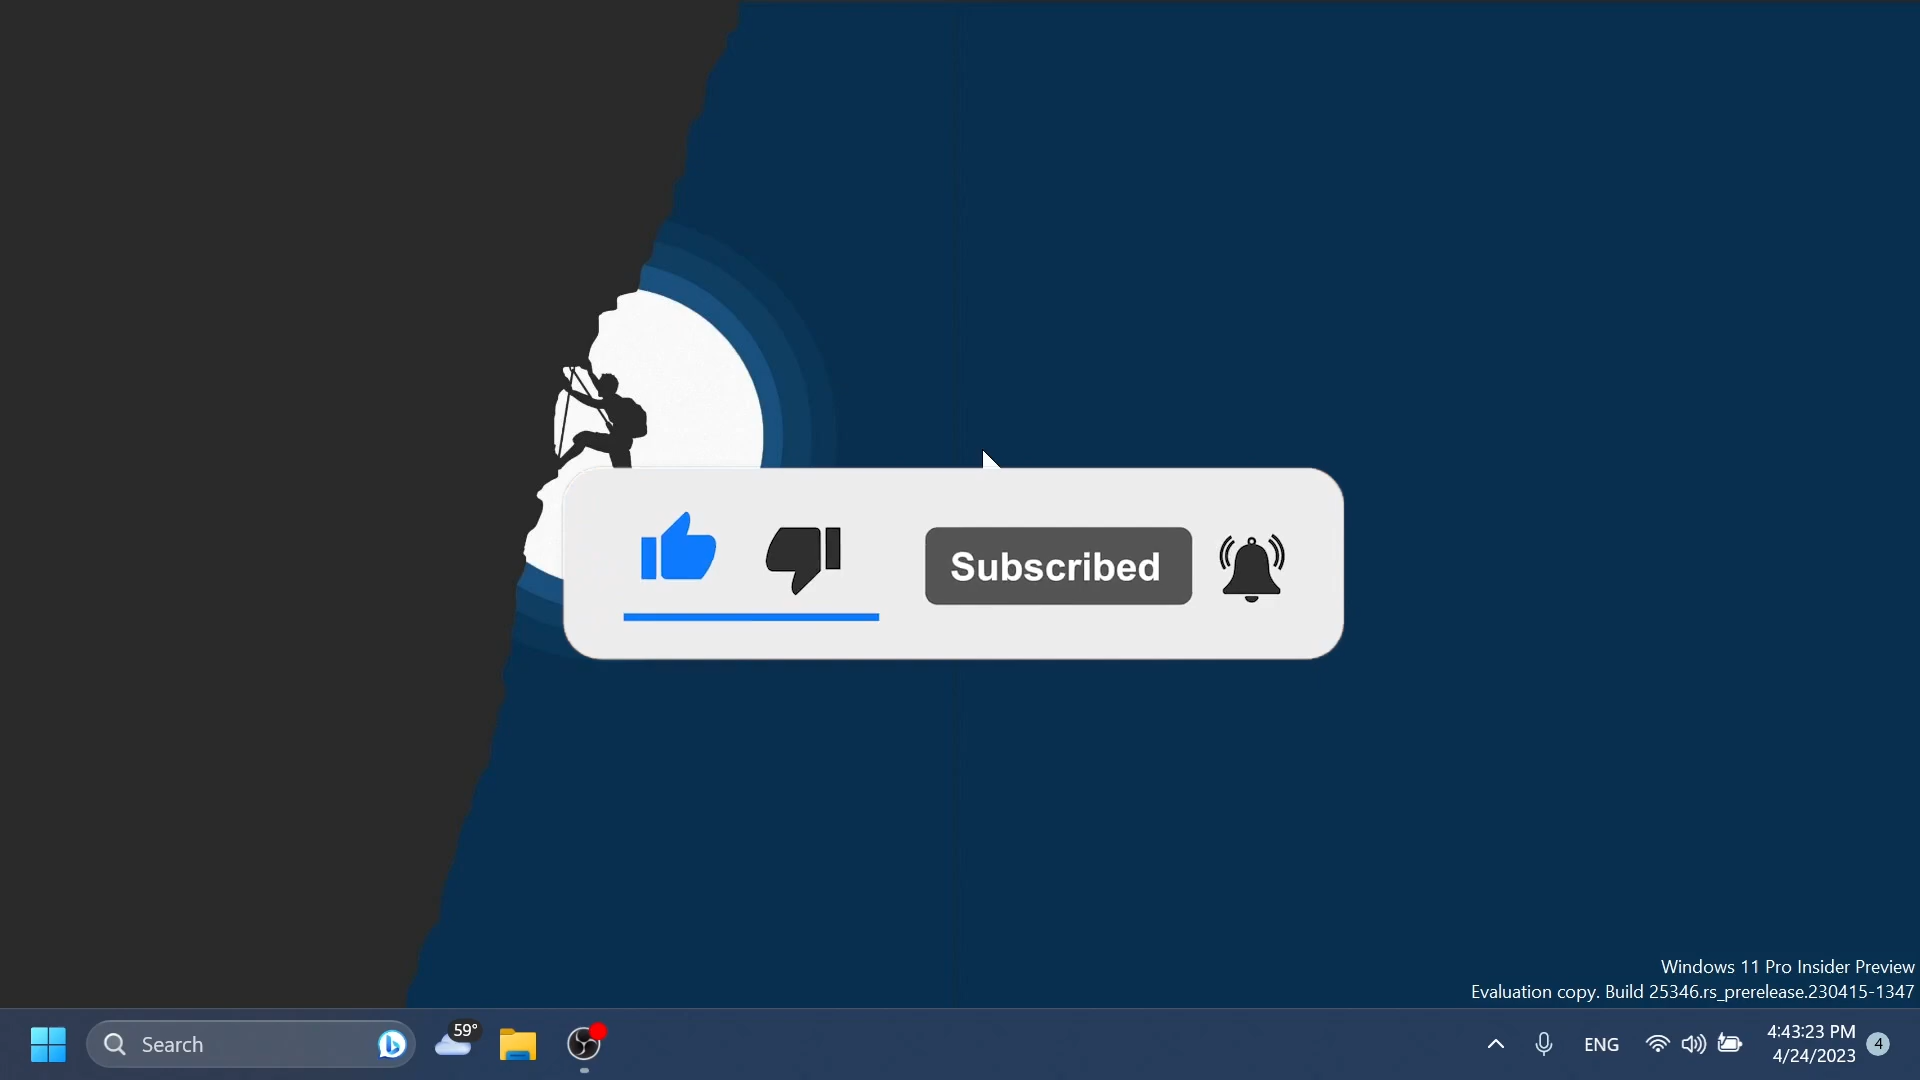 Subscribed
Windows 11 Pro Insider Preview
Evaluation copy. Build 25346.rs_prerelease.230415-1347
Search
59°
ENG
4:43:23 PM
4/24/2023
4